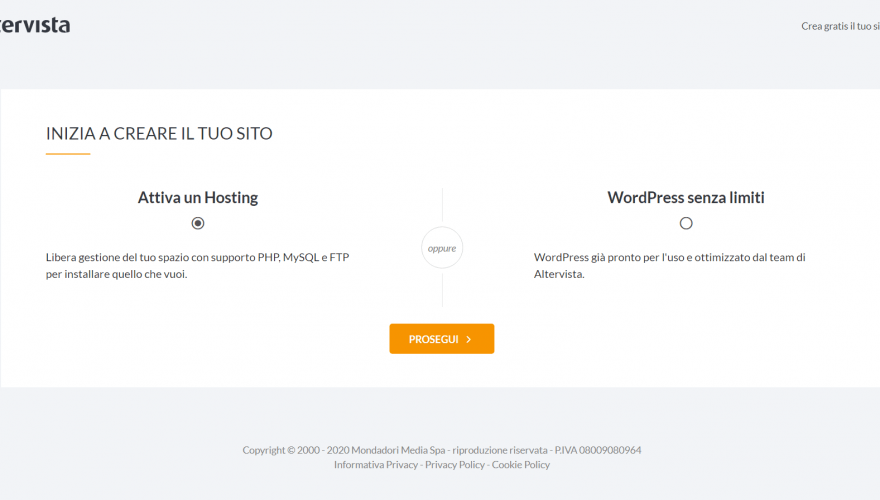 tervista
Crea gratis il tuo si
INIZIA A CREARE IL TUO SITO
Attiva un Hosting
Libera gestione del tuo spazio con supporto PHP, MySQL e FTP
per installare quello che vuoi.
oppure
WordPress senza limiti
WordPress già pronto per l'uso e ottimizzato dal team di
Altervista.
PROSEGUI
Copyright © 2000 - 2020 Mondadori Media Spa - riproduzione riservata - P.IVA 08009080964
Informativa Privacy - Privacy Policy - Cookie Policy